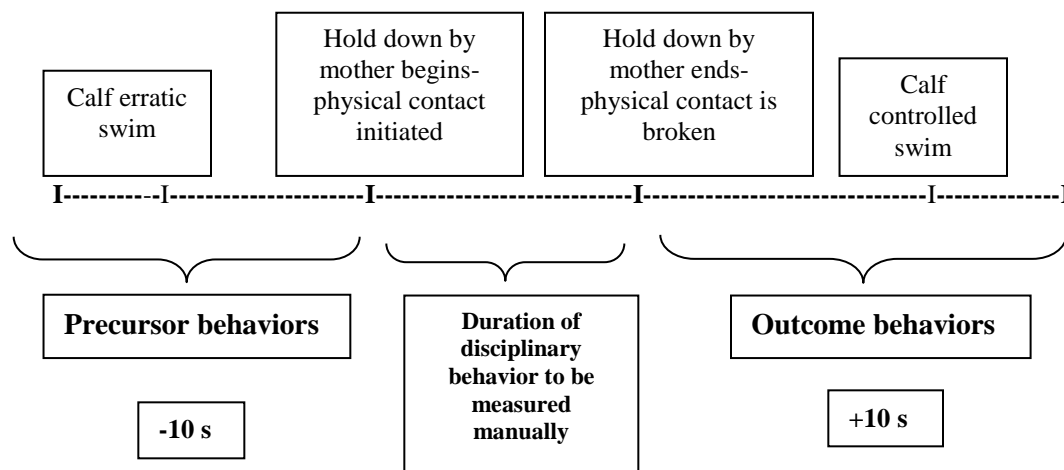 Calf erratic
swim
Hold down by
mother begins-
physical contact
initiated
Hold down by
mother ends-
physical contact is
broken
Calf
controlled
swim
I-----------I----------------------I-----------------------------I--------------------------------I--------------I
Precursor behaviors
Duration of
disciplinary
behavior to be
measured
manually
Outcome behaviors
-10 s
+10 s